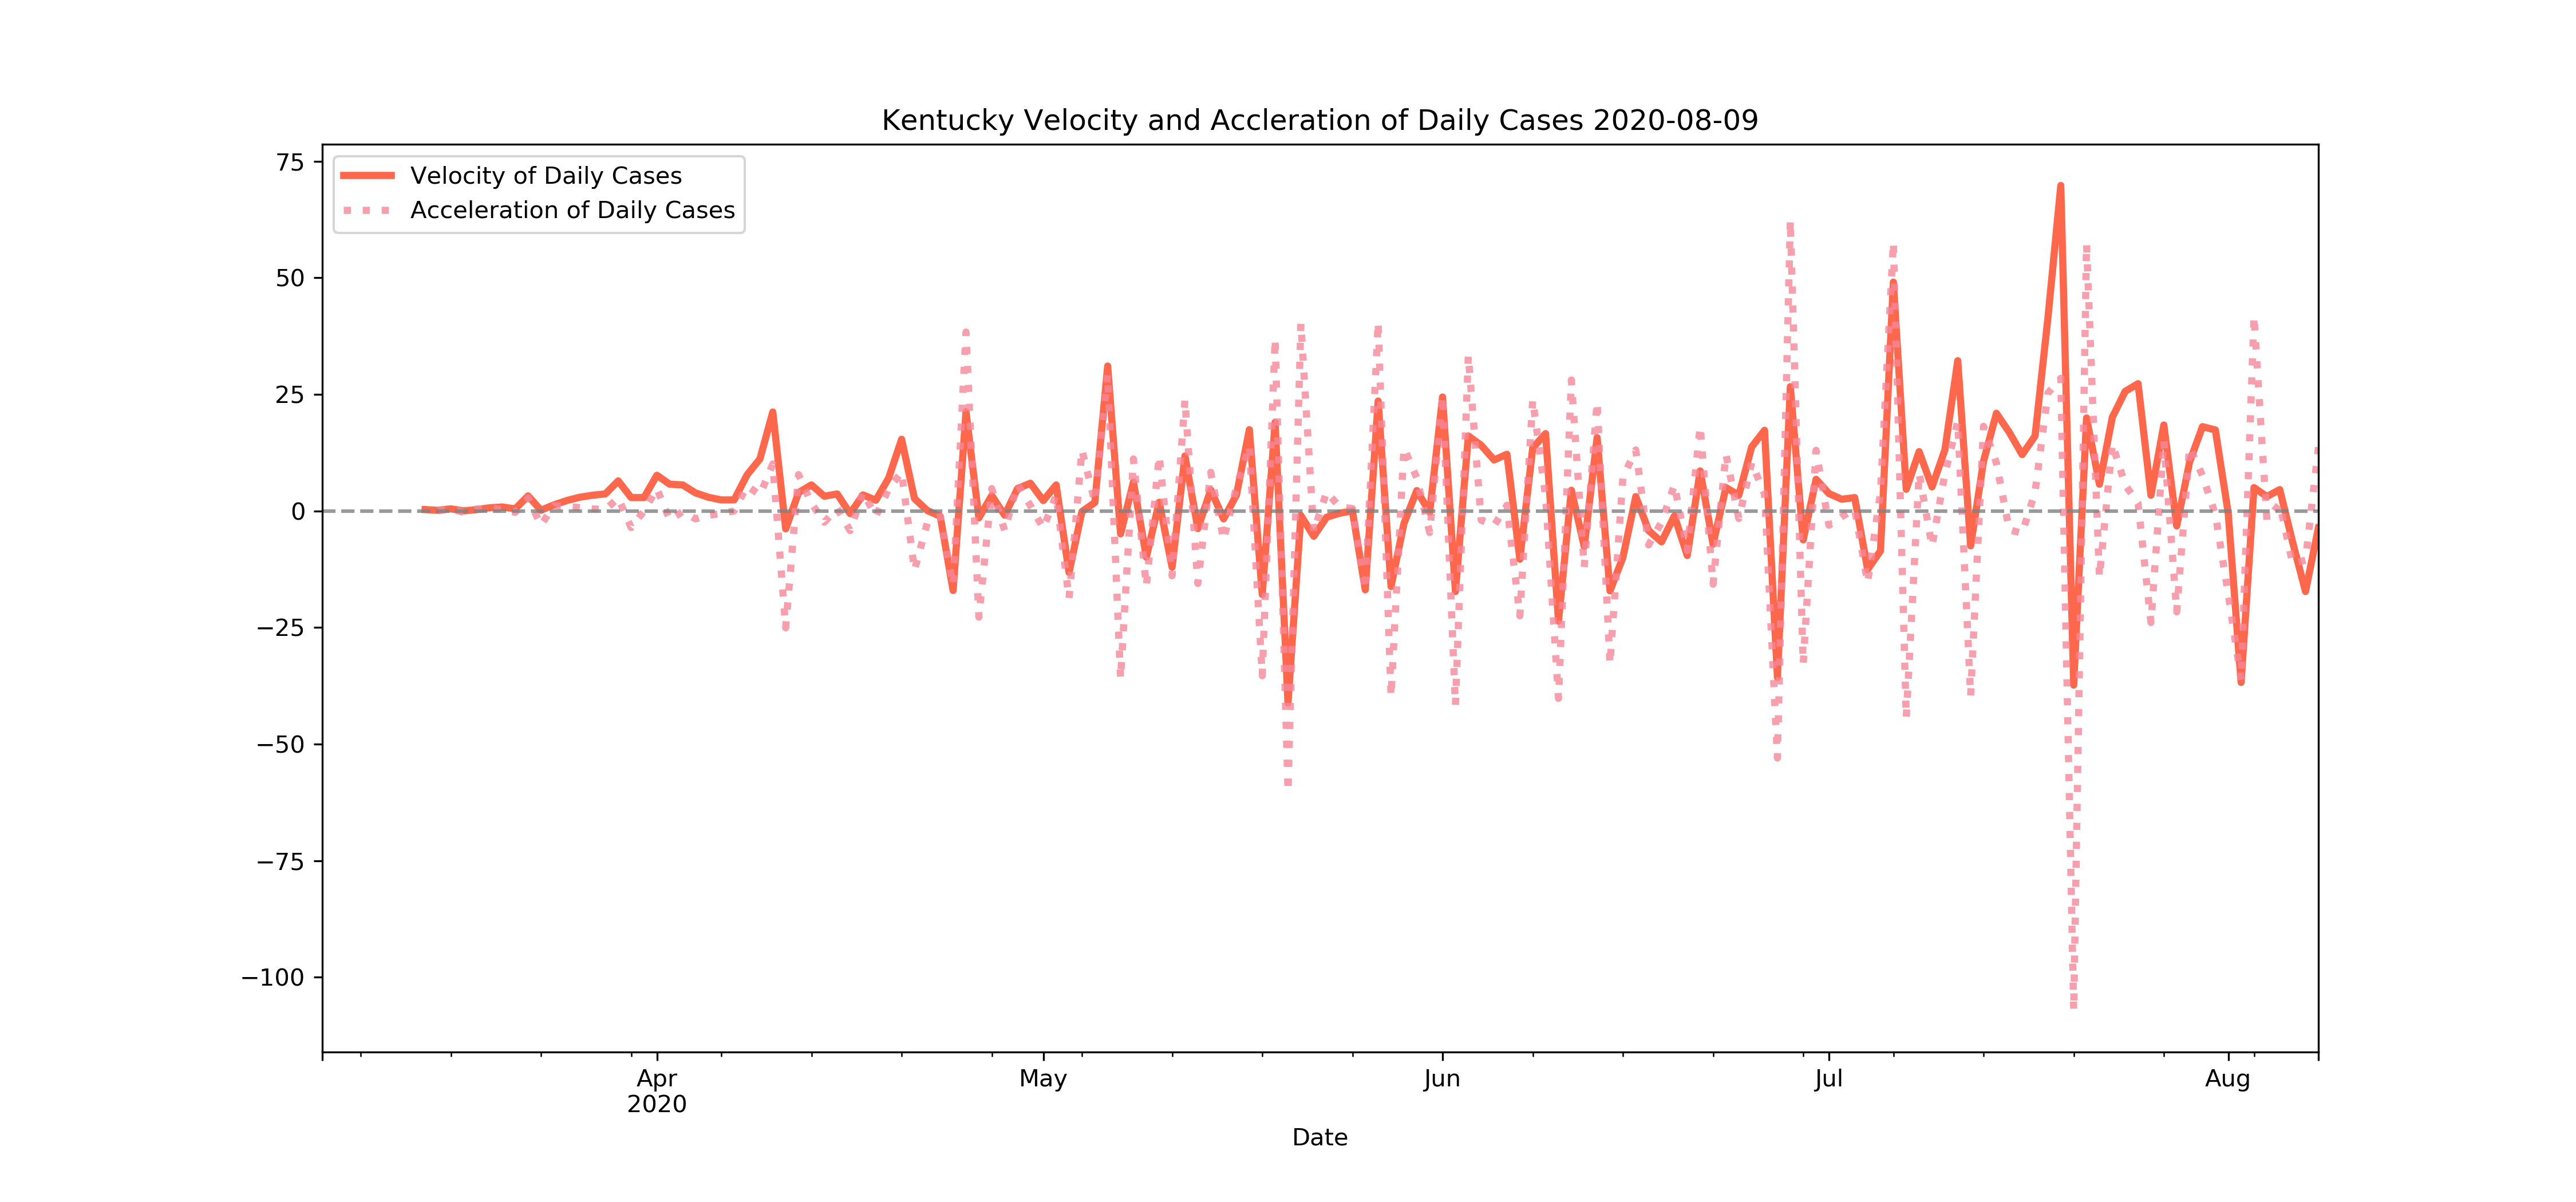 Kentucky Velocity and Accleration of Daily Cases 2020-08-09
Velocity of Daily Cases
Acceleration of Daily Cases
75
50
25
0
−25
−50
−75
−100
Apr May Jun Jul Aug
2020
Date